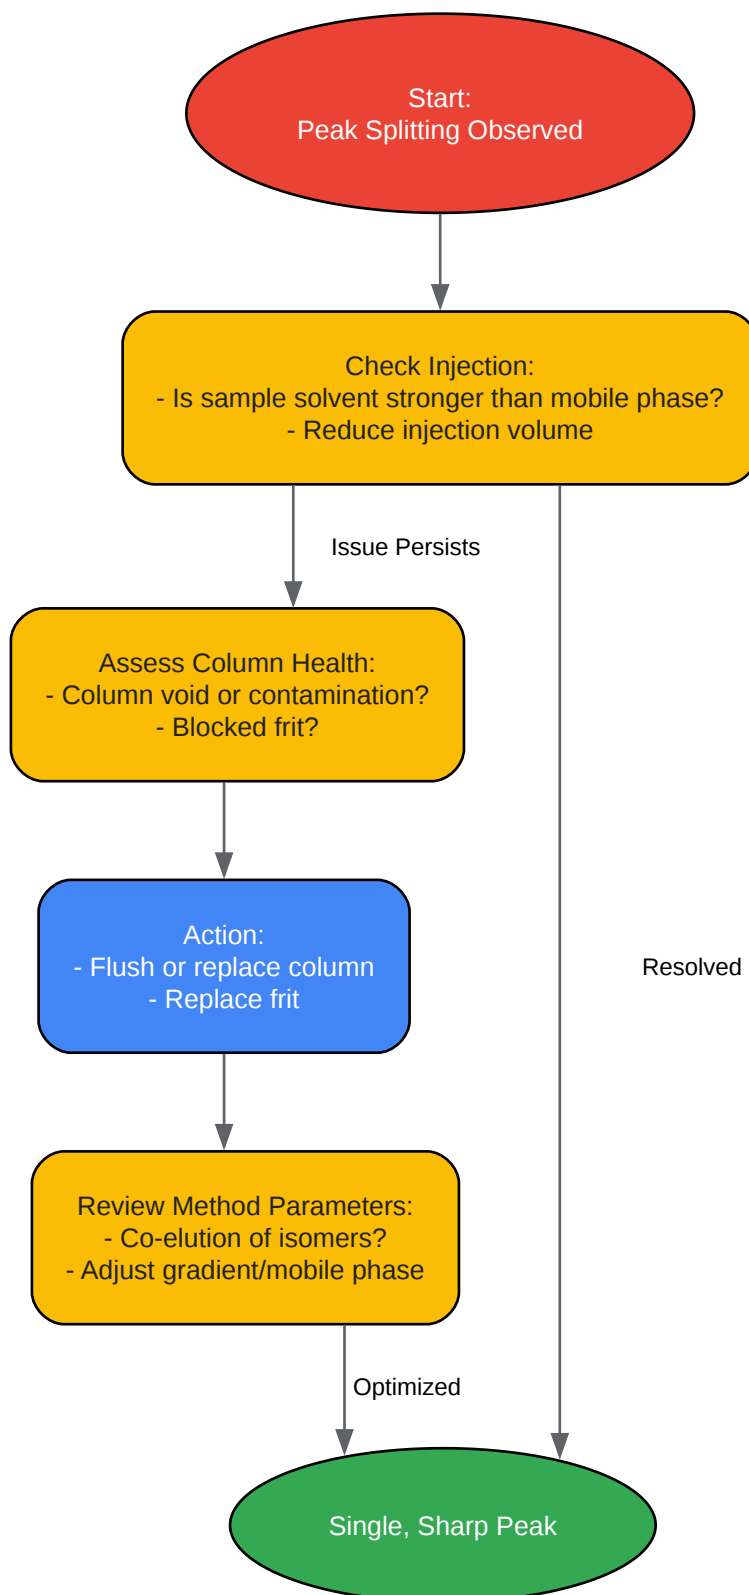 Start:
Peak Splitting Observed
Check Injection:
- Is sample solvent stronger than mobile phase?
- Reduce injection volume
Issue Persists
Assess Column Health:
- Column void or contamination?
- Blocked frit?
Action:
- Flush or replace column
- Replace frit
Resolved
Review Method Parameters:
- Co-elution of isomers?
- Adjust gradient/mobile phase
Optimized
Single, Sharp Peak